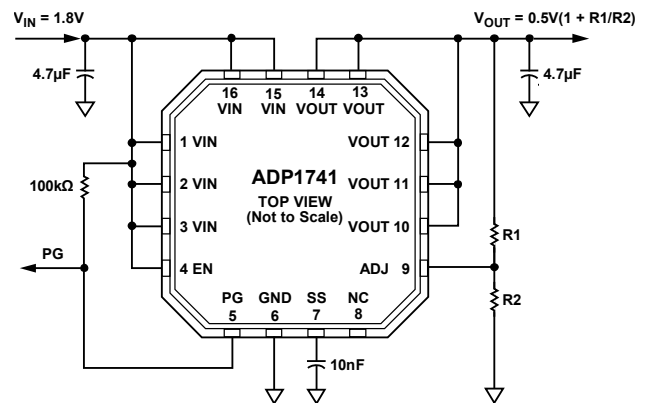 VIN = 1.8V
VOUT = 0.5V(1 + R1/R2)
4.7µF
4.7µF
16 15 14 13
VIN VIN VOUT VOUT
1 VIN
VOUT 12
100kΩ
2 VIN
ADP1741
TOP VIEW
(Not to Scale)
VOUT 11
3 VIN
VOUT 10
R1
PG
4 EN
ADJ 9
R2
PG GND SS NC
5 6 7 8
10nF